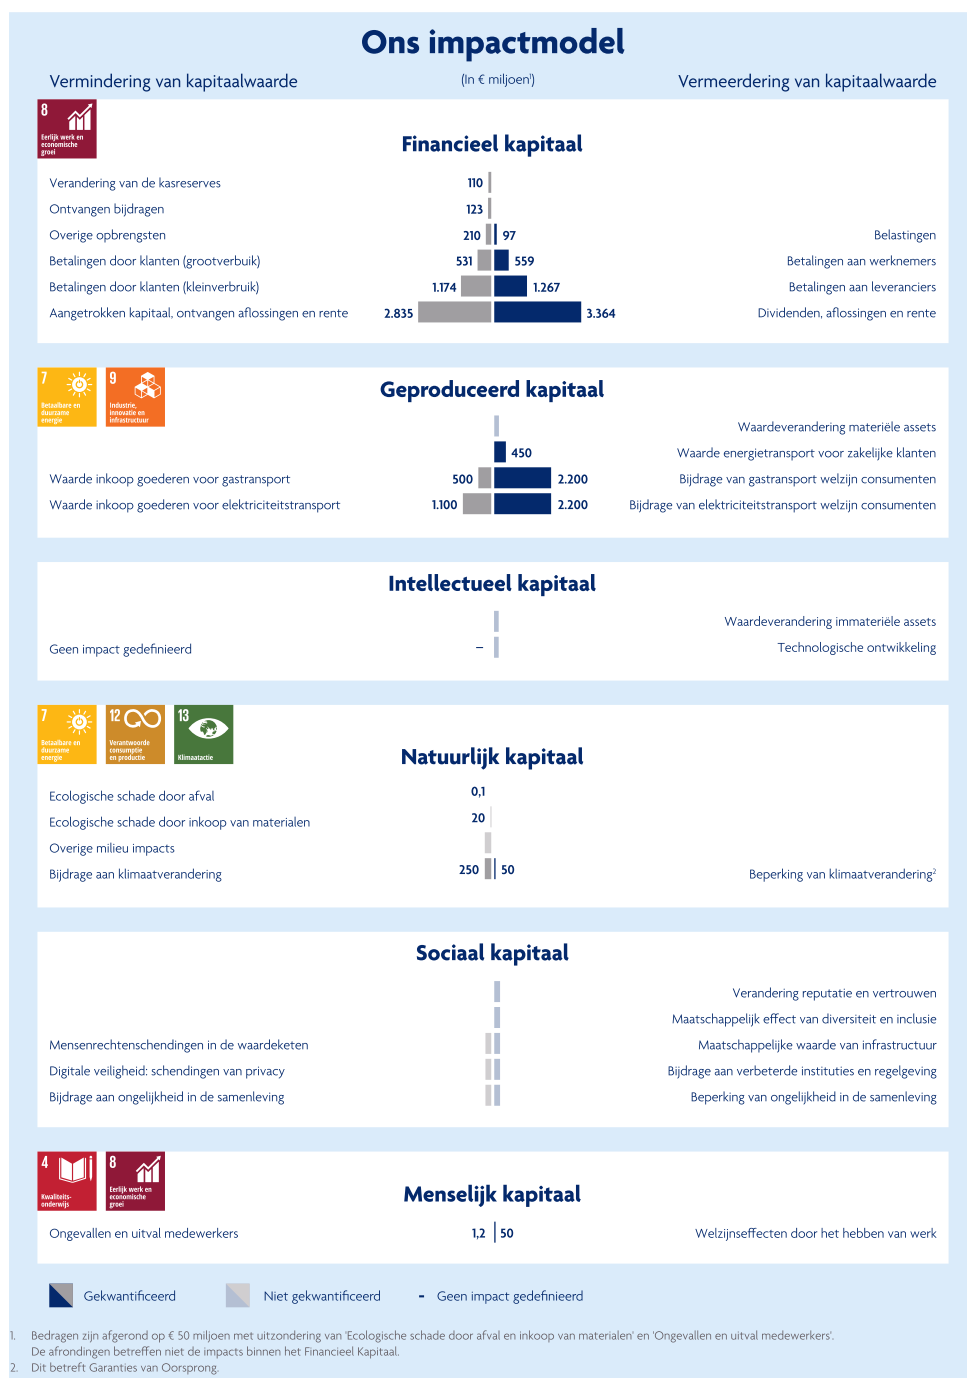 Ons impactmodel
Vermindering van kapitaalwaarde
(In € miljoen¹)
Vermeerdering van kapitaalwaarde
8
Eerlijk werk en
economische
groei
Financieel kapitaal
Verandering van de kasreserves
110
Ontvangen bijdragen
123
Overige opbrengsten
210
97
Belastingen
Betalingen door klanten (grootverbuik)
531
559
Betalingen aan werknemers
Betalingen door klanten (kleinverbruik)
1.174
1.267
Betalingen aan leveranciers
Aangetrokken kapitaal, ontvangen aflossingen en rente
2.835
3.364
Dividenden, aflossingen en rente
7
Betaalbare en
duurzame
energie
9
Industrie,
innovatie en
infrastructuur
Geproduceerd kapitaal
Waardeverandering materiële assets
450
Waarde energietransport voor zakelijke klanten
Waarde inkoop goederen voor gastransport
500
2.200
Bijdrage van gastransport welzijn consumenten
Waarde inkoop goederen voor elektriciteitstransport
1.100
2.200
Bijdrage van elektriciteitstransport welzijn consumenten
Intellectueel kapitaal
Waardeverandering immateriële assets
Geen impact gedefinieerd
–
Technologische ontwikkeling
7
Betaalbare en
duurzame
energie
12
Verantwoorde
consumptie
en productie
13
Klimaatactie
Natuurlijk kapitaal
Ecologische schade door afval
0,1
Ecologische schade door inkoop van materialen
20
Overige milieu impacts
Bijdrage aan klimaatverandering
250
50
Beperking van klimaatverandering²
Sociaal kapitaal
Verandering reputatie en vertrouwen
Maatschappelijk effect van diversiteit en inclusie
Mensenrechtenschendingen in de waardeketen
Maatschappelijke waarde van infrastructuur
Digitale veiligheid: schendingen van privacy
Bijdrage aan verbeterde instituties en regelgeving
Bijdrage aan ongelijkheid in de samenleving
Beperking van ongelijkheid in de samenleving
4
Kwaliteits-
onderwijs
8
Eerlijk werk en
economische
groei
Menselijk kapitaal
Ongevallen en uitval medewerkers
1,2
50
Welzijnseffecten door het hebben van werk
Gekwantificeerd
Niet gekwantificeerd
- Geen impact gedefinieerd
1. Bedragen zijn afgerond op € 50 miljoen met uitzondering van 'Ecologische schade door afval en inkoop van materialen' en 'Ongevallen en uitval medewerkers'.
De afrondingen betreffen niet de impacts binnen het Financieel Kapitaal.
2. Dit betreft Garanties van Oorsprong.